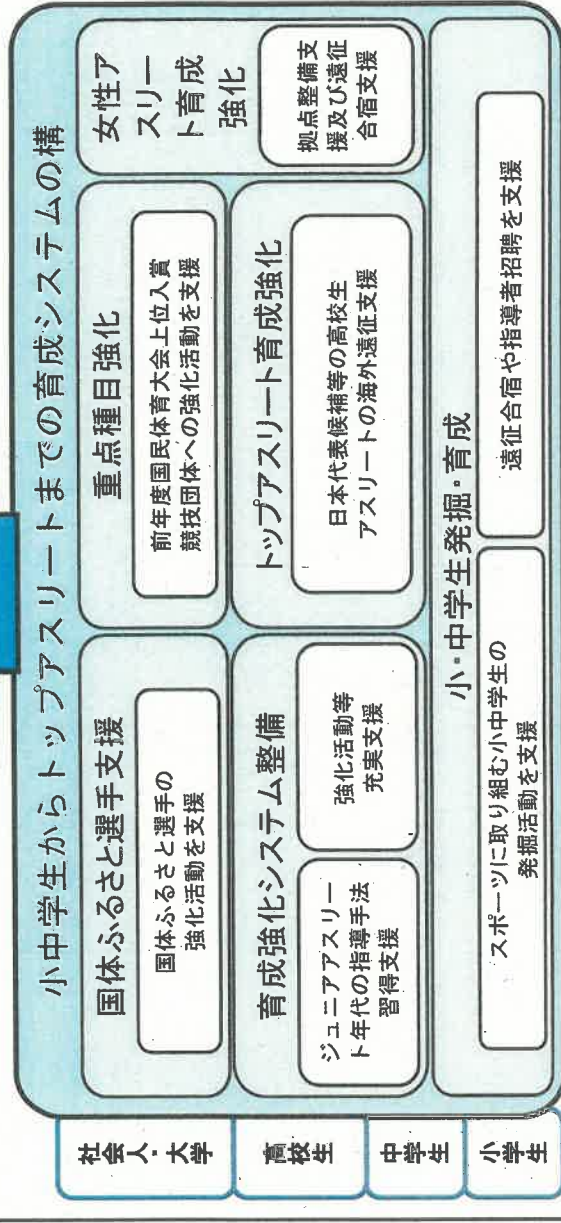 小中学生からトップアスリートまでの育成システムの構
社会人・大学
高校生
中学生
小学生
国体ふるさと選手支援
国体ふるさと選手の
強化活動を支援
重点種目強化
前年度国民体育大会上位入賞
競技団体への強化活動を支援
女性ア
スリー
ト育成
強化
拠点整備支
援及び遠征
合宿支援
育成強化システム整備
ジュニアアスリー
ト年代の指導手法
習得支援
強化活動等
充実支援
トップアスリート育成強化
日本代表候補等の高校生
アスリートの海外遠征支援
小・中学生発掘・育成
スポーツに取り組む小中学生の
発掘活動を支援
遠征合宿や指導者招聘を支援